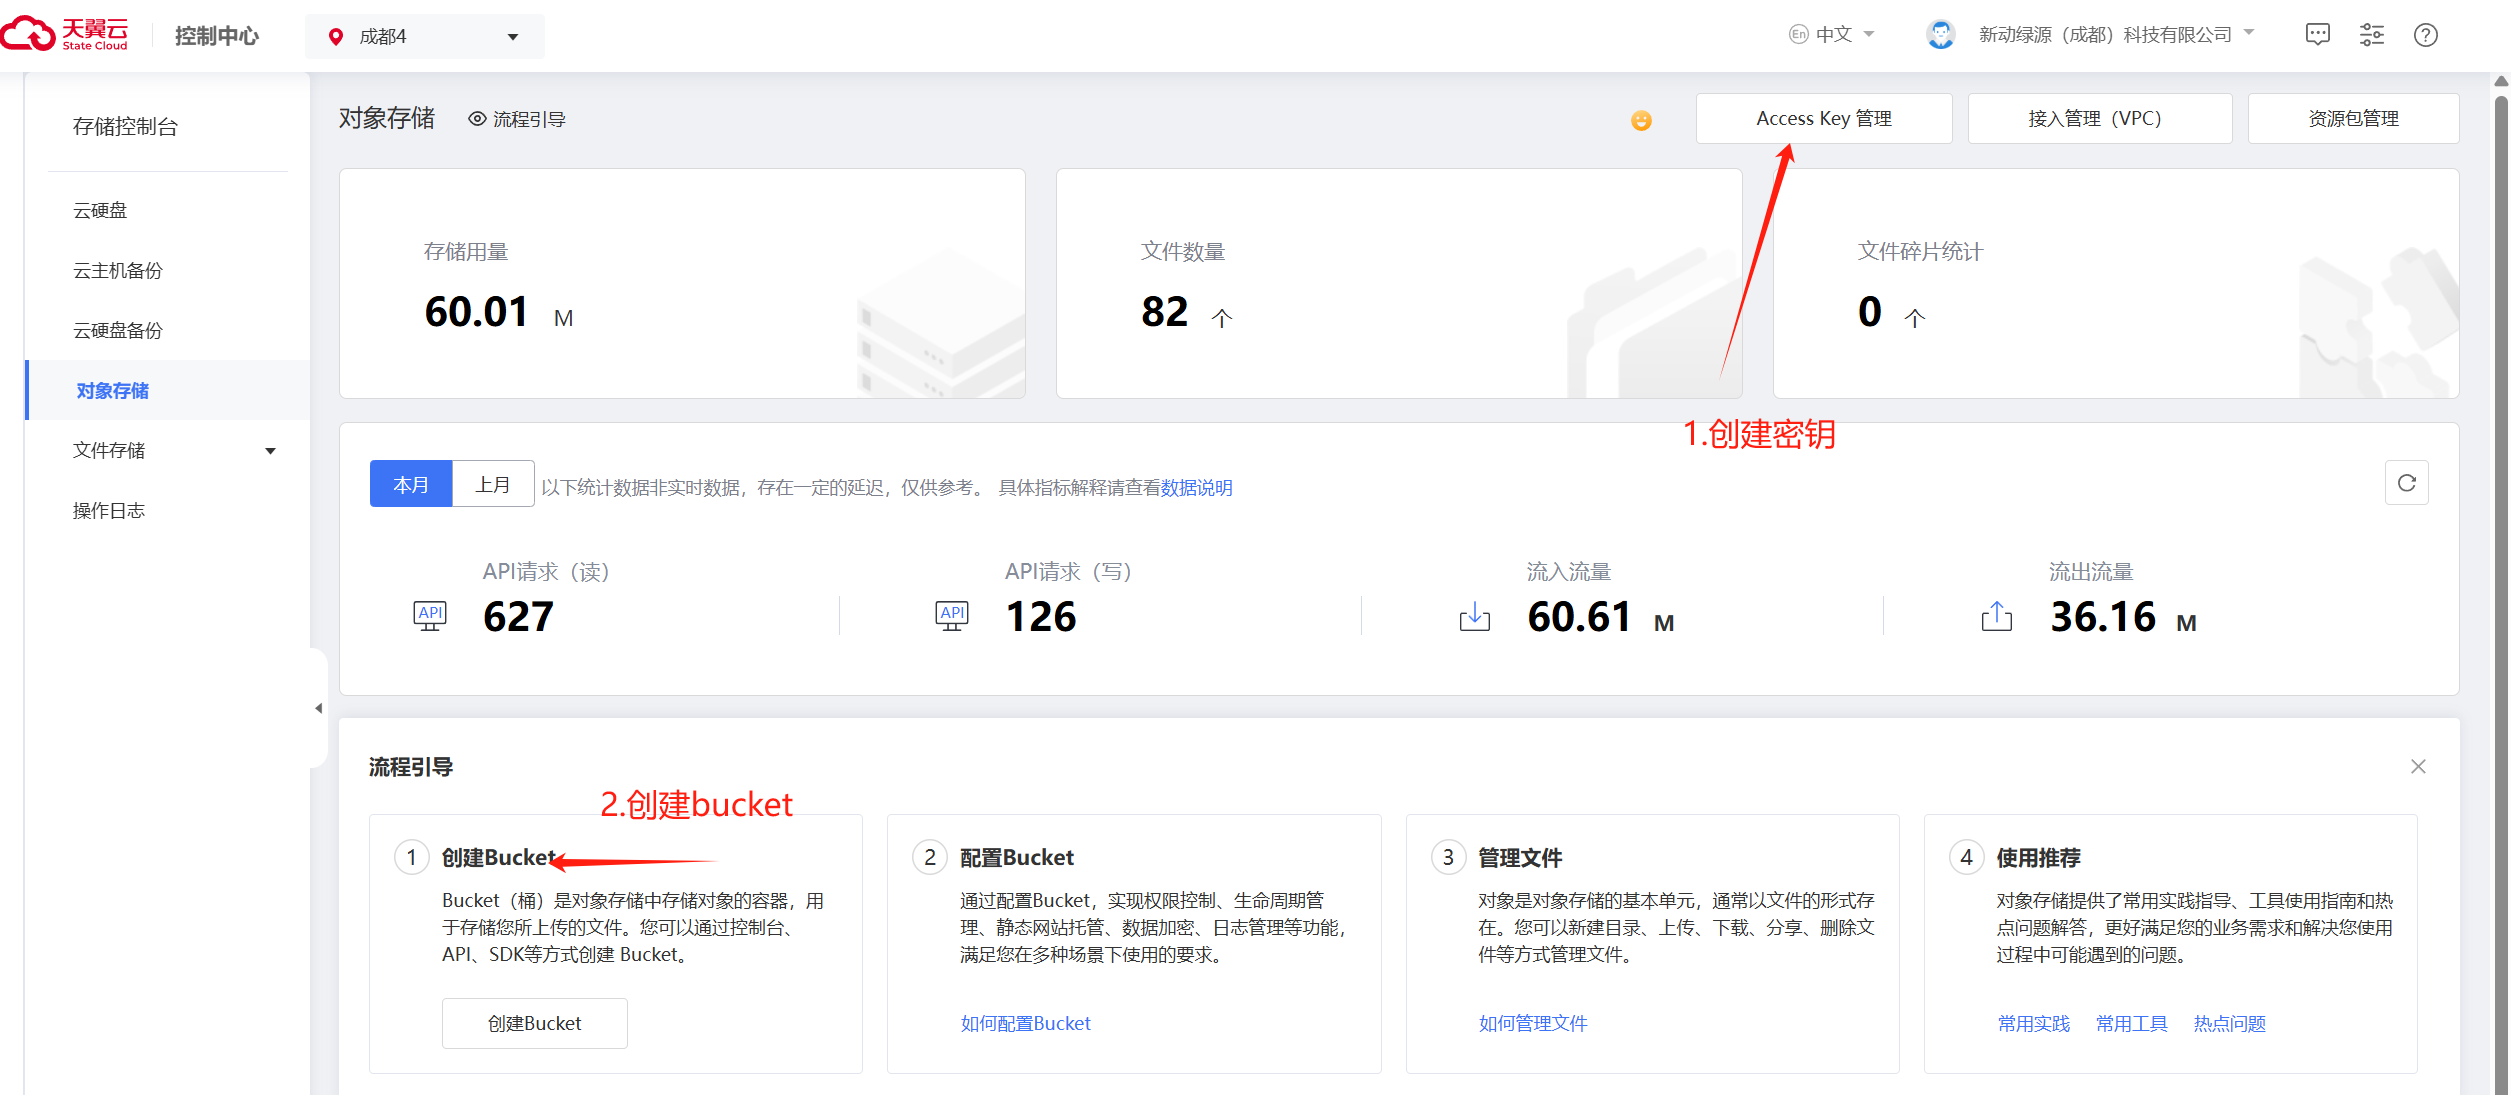 天翼云
State Cloud
控制中心
成都4
En 中文
新动绿源（成都）科技有限公司
存储控制台
云硬盘
云主机备份
云硬盘备份
对象存储
文件存储
操作日志
对象存储
流程引导
Access Key 管理
接入管理（VPC）
资源包管理
存储用量
60.01 M
文件数量
82 个
文件碎片统计
0 个
1.创建密钥
本月
上月
以下统计数据非实时数据，存在一定的延迟，仅供参考。 具体指标解释请查看数据说明
API请求（读）
API
627
API请求（写）
API
126
流入流量
60.61 M
流出流量
36.16 M
流程引导
2.创建bucket
1 创建Bucket
Bucket（桶）是对象存储中存储对象的容器，用
于存储您所上传的文件。您可以通过控制台、
API、SDK等方式创建 Bucket。
创建Bucket
2 配置Bucket
通过配置Bucket，实现权限控制、生命周期管
理、静态网站托管、数据加密、日志管理等功能，
满足您在多种场景下使用的要求。
如何配置Bucket
3 管理文件
对象是对象存储的基本单元，通常以文件的形式存
在。您可以新建目录、上传、下载、分享、删除文
件等方式管理文件。
如何管理文件
4 使用推荐
对象存储提供了常用实践指导、工具使用指南和热
点问题解答，更好满足您的业务需求和解决您使用
过程中可能遇到的问题。
常用实践 常用工具 热点问题